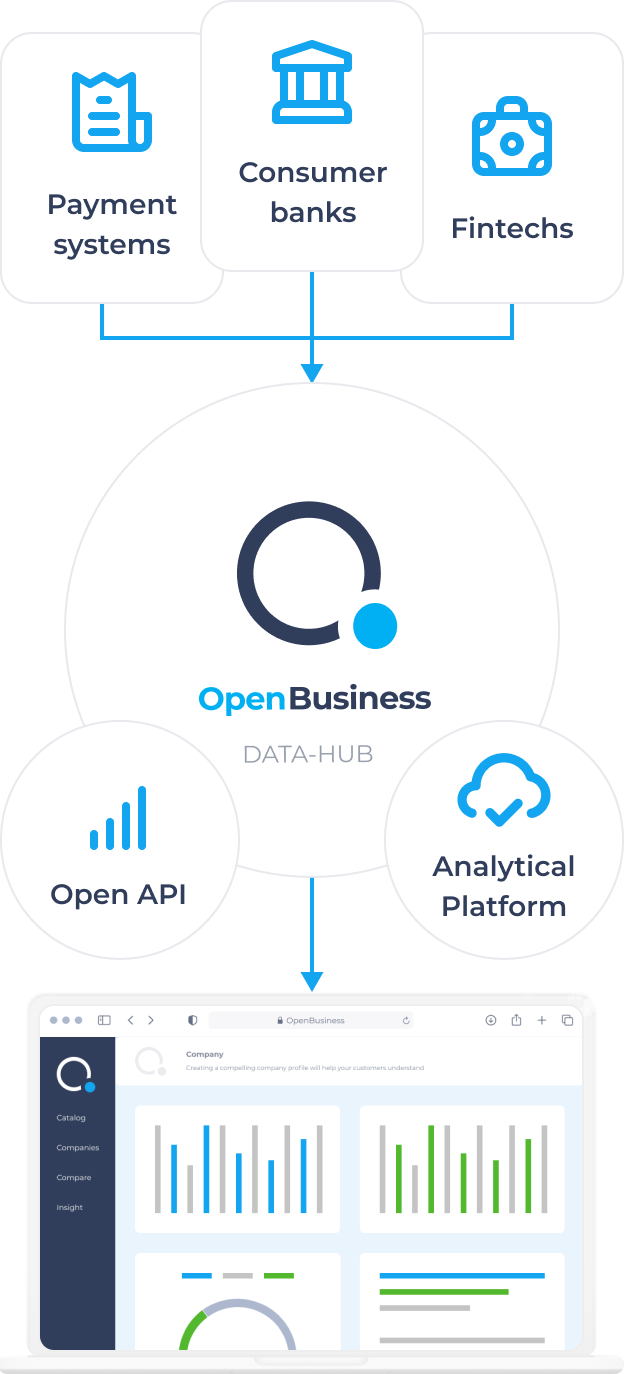 Payment
systems
Consumer
banks
Fintechs
OpenBusiness
DATA-HUB
Open API
Analytical
Platform
OpenBusiness
Company
Creating a compelling company profile will help your customers understand
Catalog
Companies
Compare
Insight